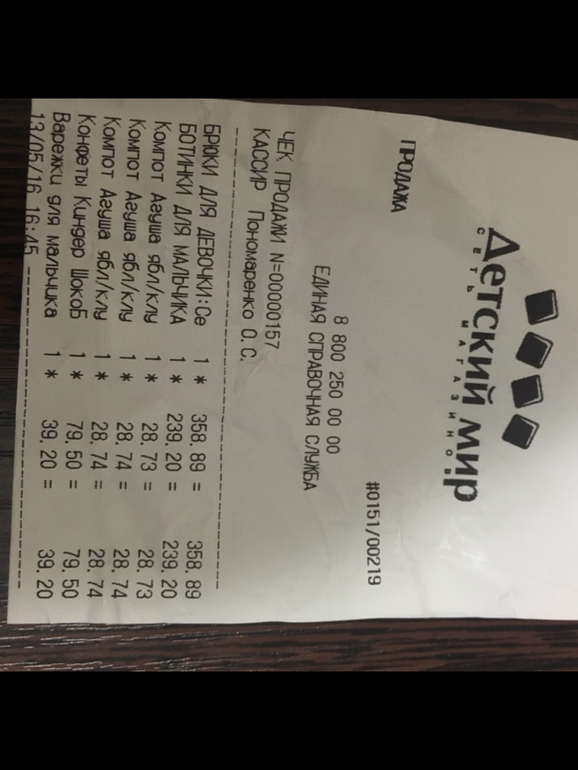 Детский мир
СЕТЬ МАГАЗИНОВ
ПРОДАЖА #0151/00219
8 800 250 00 00
ЕДИНАЯ СПРАВОЧНАЯ СЛУЖБА
ЧЕК ПРОДАЖИ N=00000157
КАССИР Пономаренко О.С.
БРЮКИ ДЛЯ ДЕВОЧКИ:Се 1 * 358.89 = 358.89
БОТИНКИ ДЛЯ МАЛЬЧИКА 1 * 239.20 = 239.20
Компот Агуша ябл/клу 1 * 28.73 = 28.73
Компот Агуша ябл/клу 1 * 28.74 = 28.74
Компот Агуша ябл/клу 1 * 28.74 = 28.74
Конфеты Киндер ШокоБ 1 * 79.50 = 79.50
Варежки для мальчика 1 * 39.20 = 39.20
13/05/16 16:45